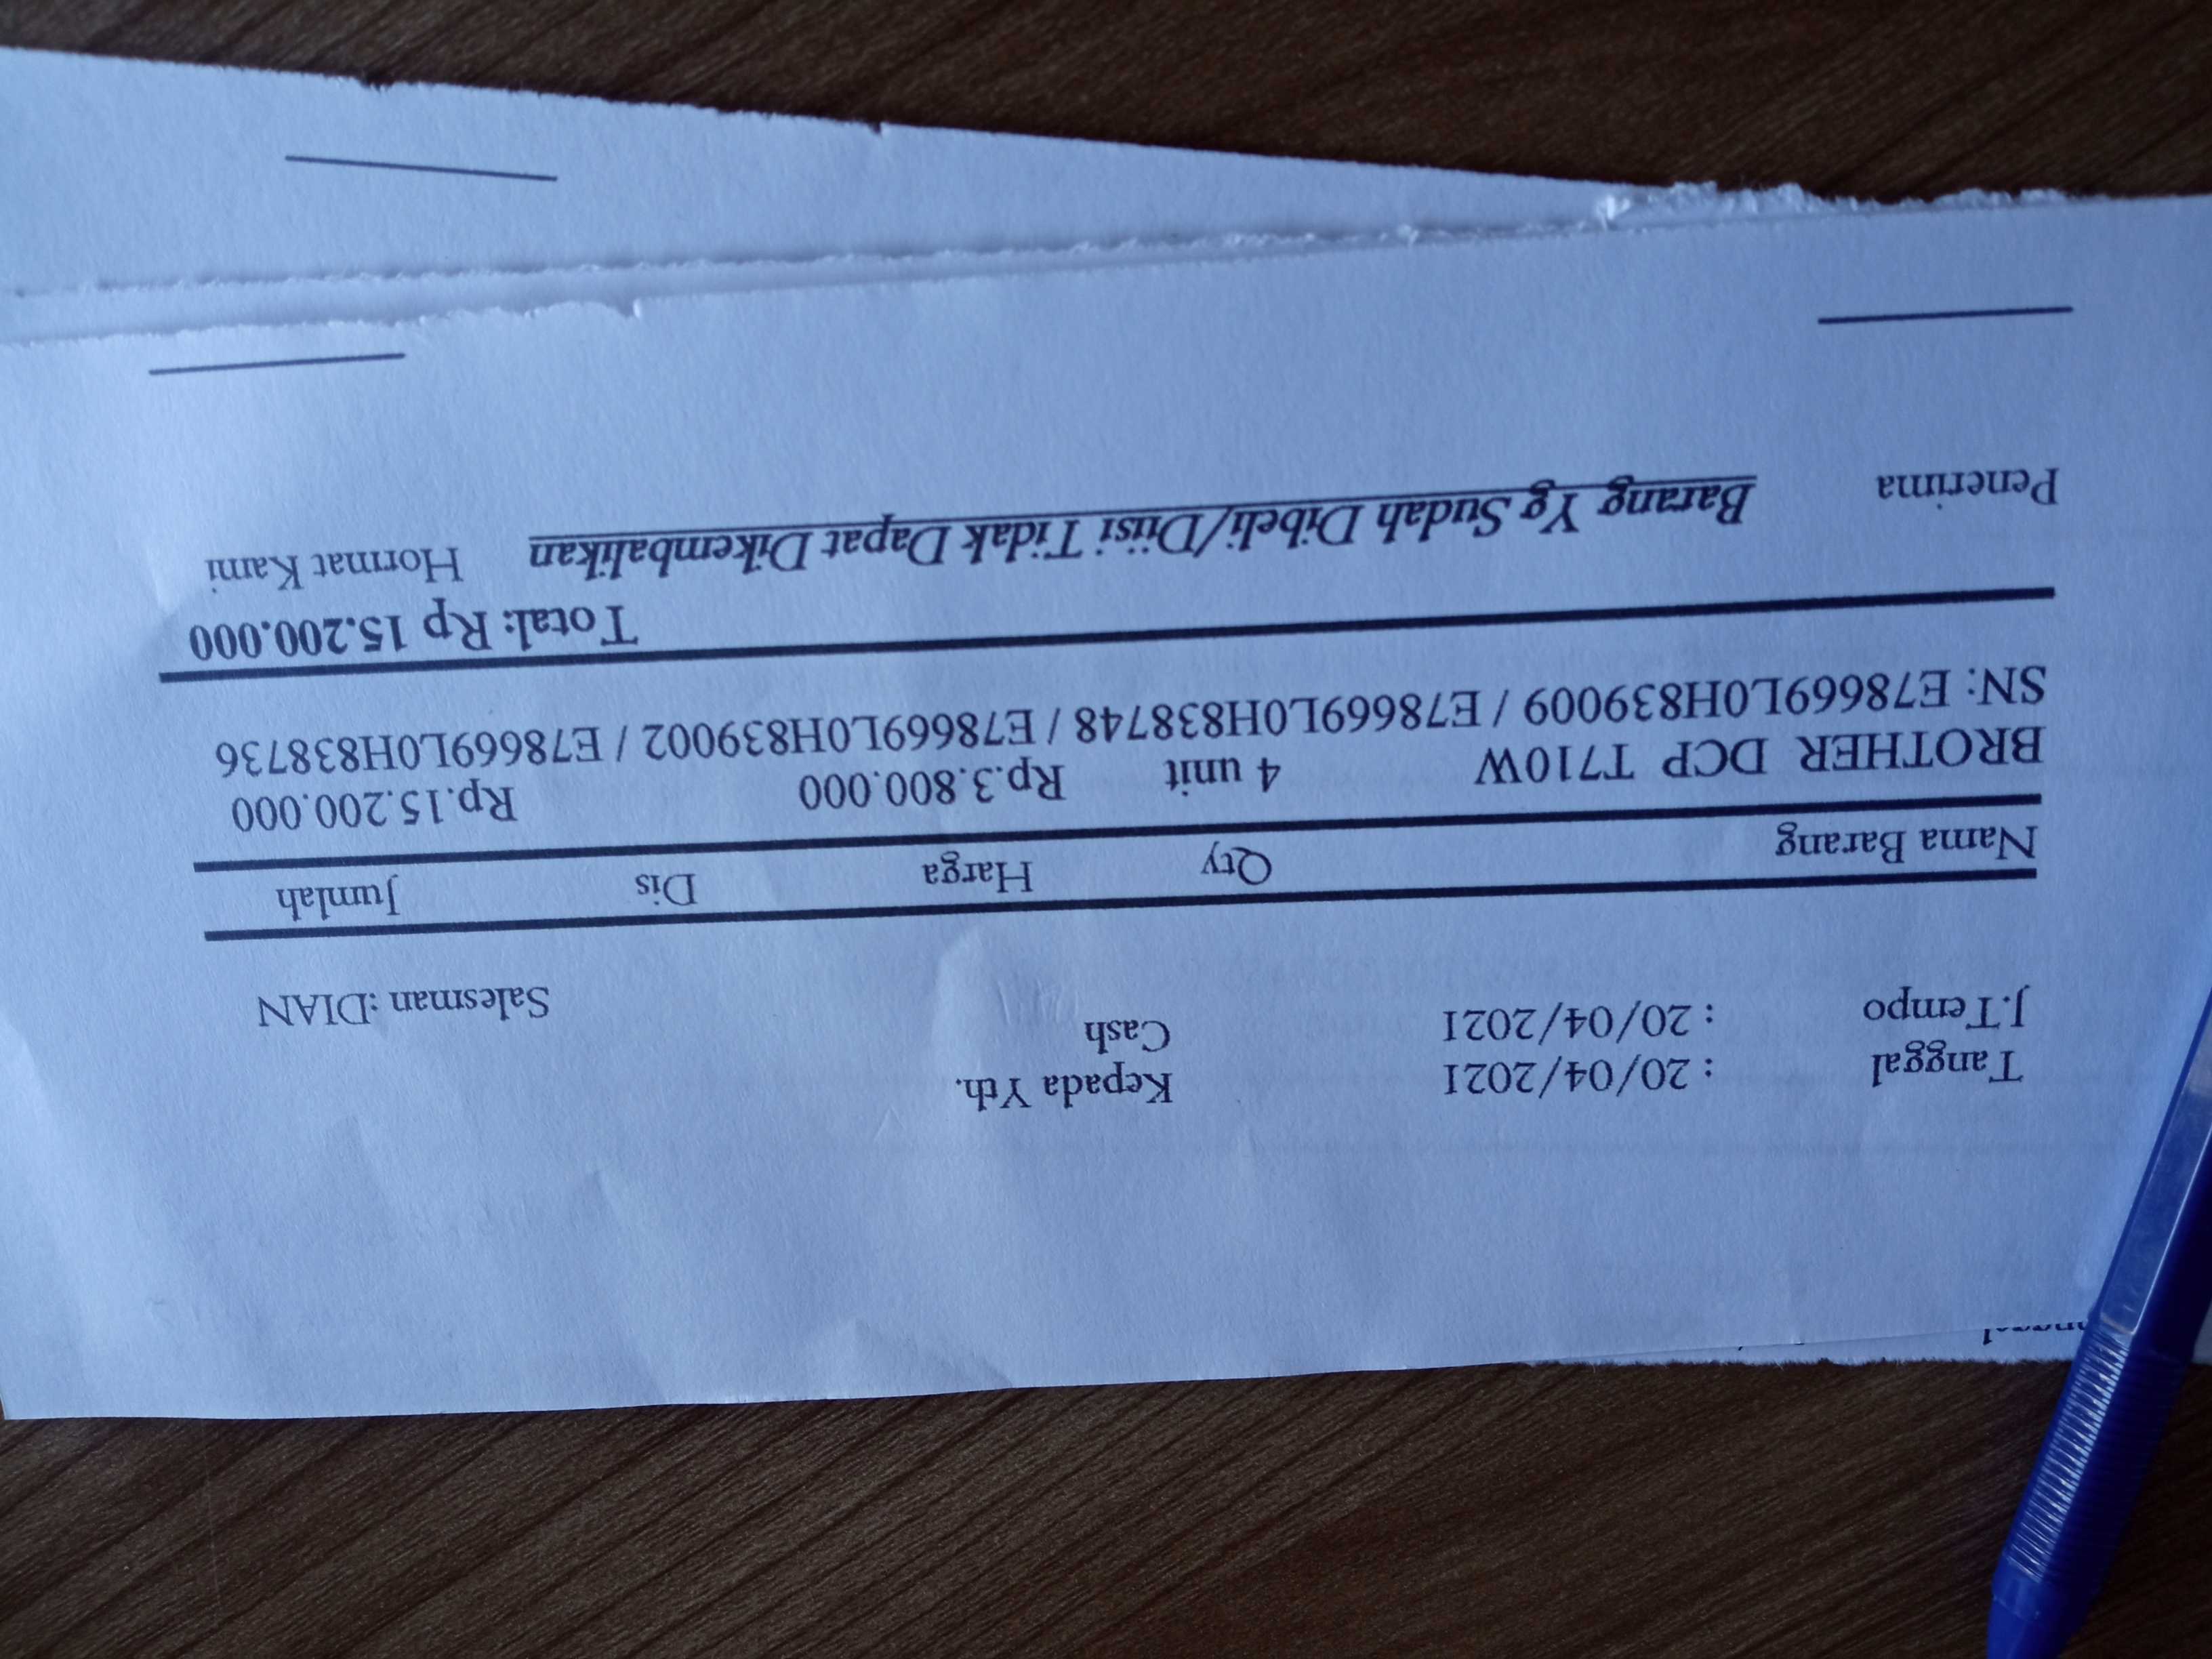 Tanggal : 20/04/2021 Kepada Yth.
J.Tempo : 20/04/2021 Cash Salesman :DIAN
Nama Barang Qty Harga Dis Jumlah
BROTHER DCP T710W 4 unit Rp.3.800.000 Rp.15.200.000
SN: E78669L0H839009 / E78669L0H838748 / E78669L0H839002 / E78669L0H838736
Total: Rp 15.200.000
Penerima Barang Yg Sudah Dibeli/Diisi Tidak Dapat Dikembalikan Hormat Kami